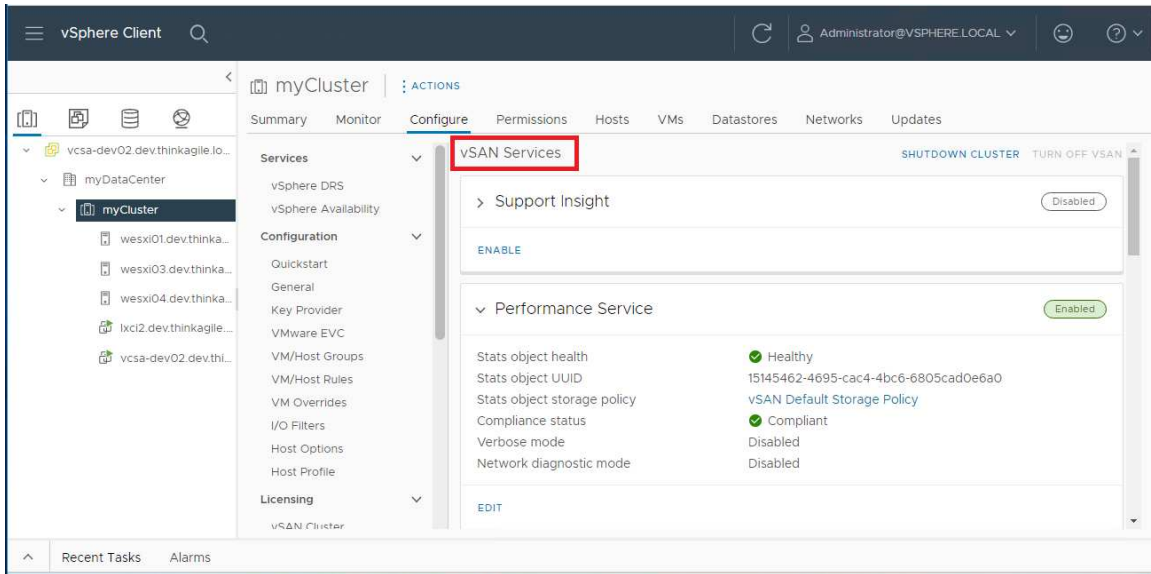 vSphere Client
Administrator@VSPHERE.LOCAL
myCluster
ACTIONS
Summary Monitor Configure Permissions Hosts VMs Datastores Networks Updates
vcsa-dev02.dev.thinkagile.lo...
myDataCenter
myCluster
wesxi01.dev.thinka...
wesxi03.dev.thinka...
wesxi04.dev.thinka...
lxci2.dev.thinkagile....
vcsa-dev02.dev.thi...
Services
vSphere DRS
vSphere Availability
Configuration
Quickstart
General
Key Provider
VMware EVC
VM/Host Groups
VM/Host Rules
VM Overrides
I/O Filters
Host Options
Host Profile
Licensing
vSAN Cluster
vSAN Services
SHUTDOWN CLUSTER TURN OFF VSAN
Support Insight Disabled
ENABLE
Performance Service Enabled
Stats object health Healthy
Stats object UUID 15145462-4695-cac4-4bc6-6805cad0e6a0
Stats object storage policy vSAN Default Storage Policy
Compliance status Compliant
Verbose mode Disabled
Network diagnostic mode Disabled
EDIT
Recent Tasks Alarms